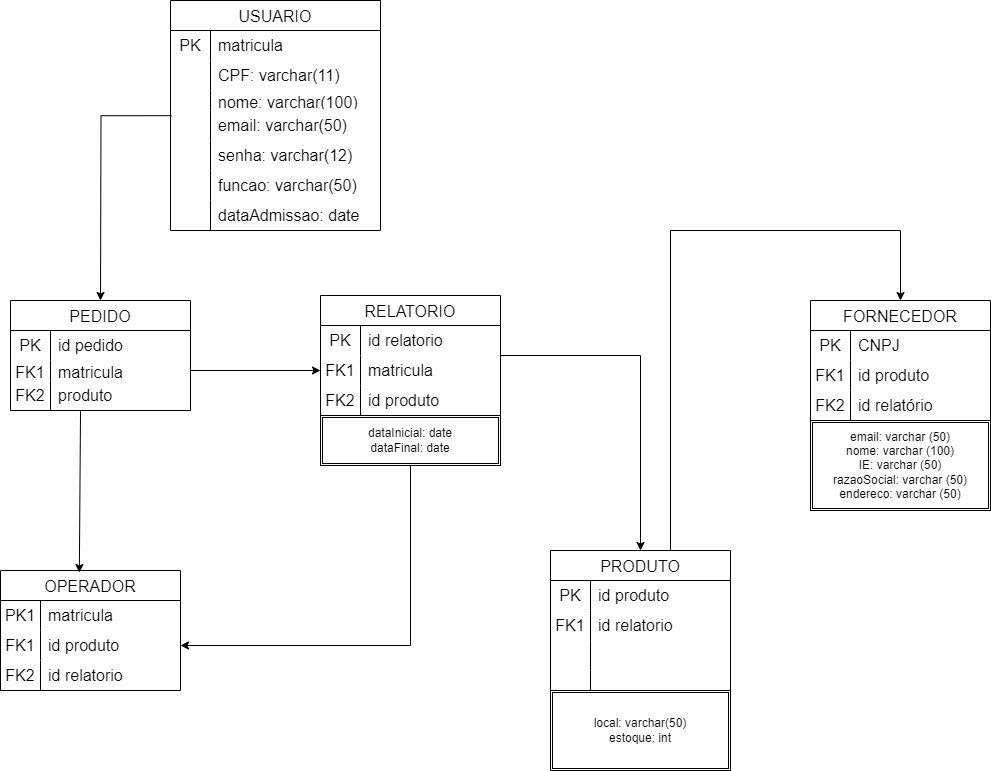 USUARIO
PK matricula
CPF: varchar(11)
nome: varchar(100)
email: varchar(50)
senha: varchar(12)
funcao: varchar(50)
dataAdmissao: date
PEDIDO
PK id pedido
FK1 matricula
FK2 produto
RELATORIO
PK id relatorio
FK1 matricula
FK2 id produto
dataInicial: date
dataFinal: date
FORNECEDOR
PK CNPJ
FK1 id produto
FK2 id relatório
email: varchar (50)
nome: varchar (100)
IE: varchar (50)
razaoSocial: varchar (50)
endereco: varchar (50)
OPERADOR
PK1 matricula
FK1 id produto
FK2 id relatorio
PRODUTO
PK id produto
FK1 id relatorio
local: varchar(50)
estoque: int